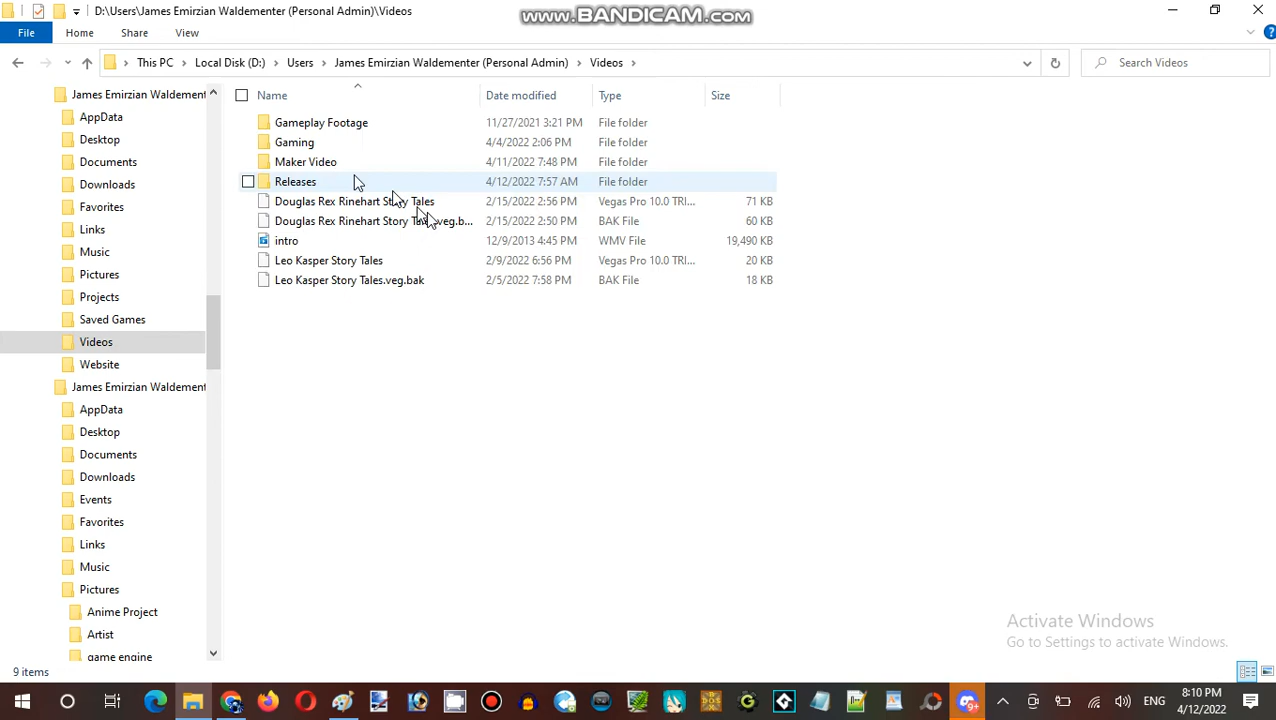 D:\Users\James Emirzian Waldementer (Personal Admin)\Videos
www.BANDICAM.com
File Home Share View
This PC Local Disk (D:) Users James Emirzian Waldementer (Personal Admin) Videos
Search Videos
Name Date modified Type Size
Gameplay Footage 11/27/2021 3:21 PM File folder
Gaming 4/4/2022 2:06 PM File folder
Maker Video 4/11/2022 7:48 PM File folder
Releases 4/12/2022 7:57 AM File folder
Douglas Rex Rinehart Story Tales 2/15/2022 2:56 PM Vegas Pro 10.0 TRI... 71 KB
Douglas Rex Rinehart Story Tales.veg.b... 2/15/2022 2:50 PM BAK File 60 KB
intro 12/9/2013 4:45 PM WMV File 19,490 KB
Leo Kasper Story Tales 2/9/2022 6:56 PM Vegas Pro 10.0 TRI... 20 KB
Leo Kasper Story Tales.veg.bak 2/5/2022 7:58 PM BAK File 18 KB
James Emirzian Waldement
AppData
Desktop
Documents
Downloads
Favorites
Links
Music
Pictures
Projects
Saved Games
Videos
Website
James Emirzian Waldement
AppData
Desktop
Documents
Downloads
Events
Favorites
Links
Music
Pictures
Anime Project
Artist
game engine
Activate Windows
Go to Settings to activate Windows.
9 items
9+
ENG
8:10 PM
4/12/2022